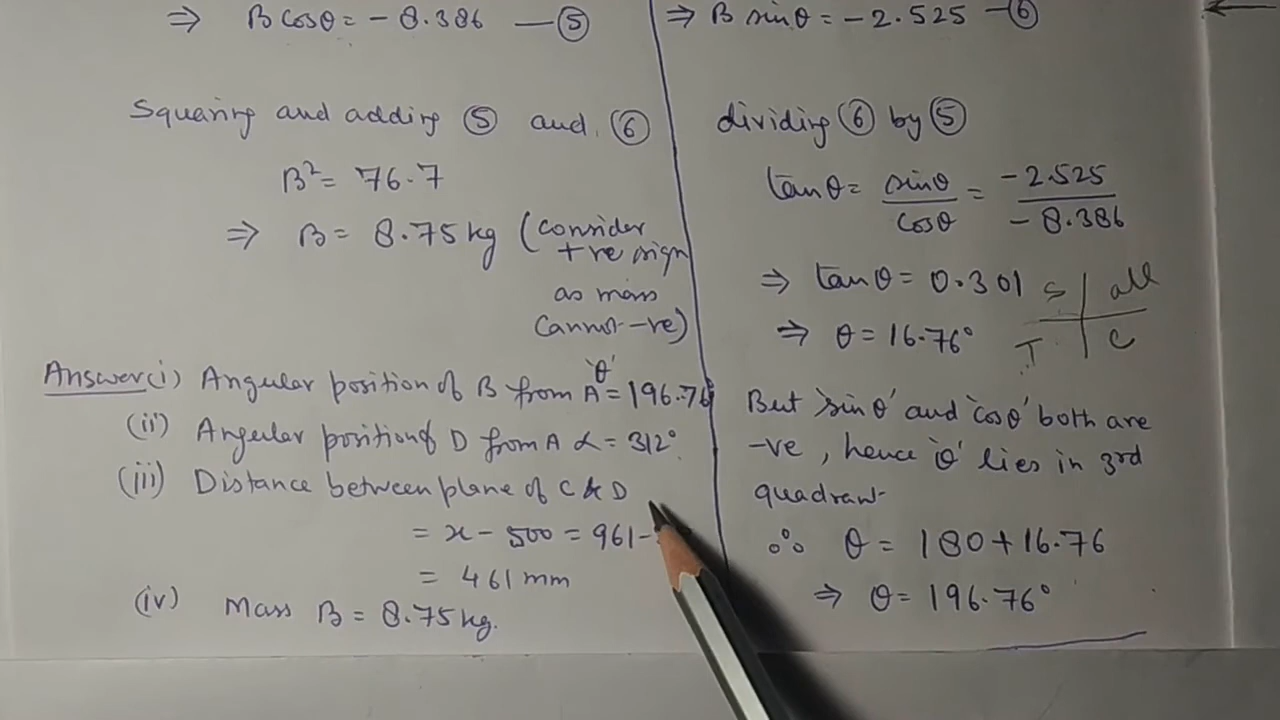 ⇒ B cosθ = - 8.386 —⑤
Squaring and adding ⑤ and ⑥
B² = 76.7
⇒ B = 8.75 kg (consider
+ve sign
as mass
cannot -ve)
Answer (i) Angular position of B from A 'θ' = 196.76°
(ii) Angular position of D from A α = 312°.
(iii) Distance between plane of C & D
= x - 500 = 961 -
= 461 mm
(iv) Mass B = 8.75 kg.
⇒ B sinθ = - 2.525 —⑥
dividing ⑥ by ⑤
tanθ = sinθ/cosθ = -2.525/-8.386
⇒ tanθ = 0.301
S | all
T | C
⇒ θ = 16.76°
But 'sinθ' and 'cosθ' both are
-ve, hence 'θ' lies in 3rd
quadrant
∴ θ = 180 + 16.76
⇒ θ = 196.76°